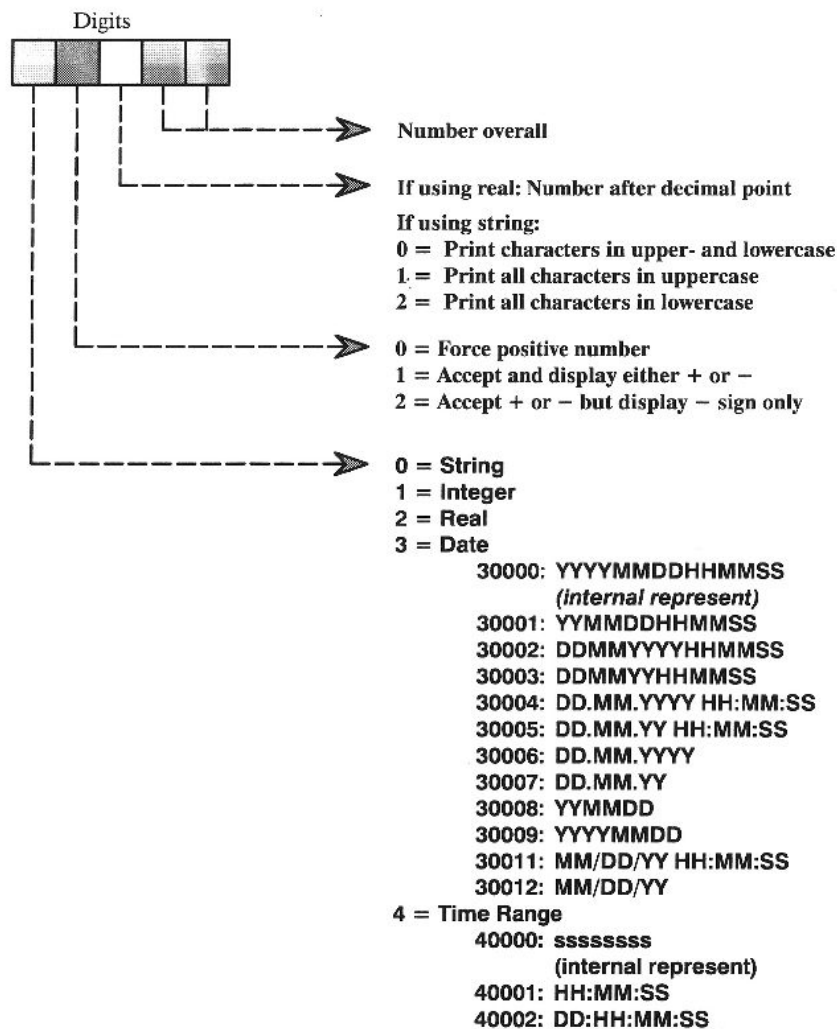 Digits
Number overall
If using real: Number after decimal point
If using string:
0 = Print characters in upper- and lowercase
1 = Print all characters in uppercase
2 = Print all characters in lowercase
0 = Force positive number
1 = Accept and display either + or −
2 = Accept + or − but display − sign only
0 = String
1 = Integer
2 = Real
3 = Date
30000: YYYYMMDDHHMMSS
(internal represent)
30001: YYMMDDHHMMSS
30002: DDMMYYYYHHMMSS
30003: DDMMYYHHMMSS
30004: DD.MM.YYYY HH:MM:SS
30005: DD.MM.YY HH:MM:SS
30006: DD.MM.YYYY
30007: DD.MM.YY
30008: YYMMDD
30009: YYYYMMDD
30011: MM/DD/YY HH:MM:SS
30012: MM/DD/YY
4 = Time Range
40000: ssssssss
(internal represent)
40001: HH:MM:SS
40002: DD:HH:MM:SS